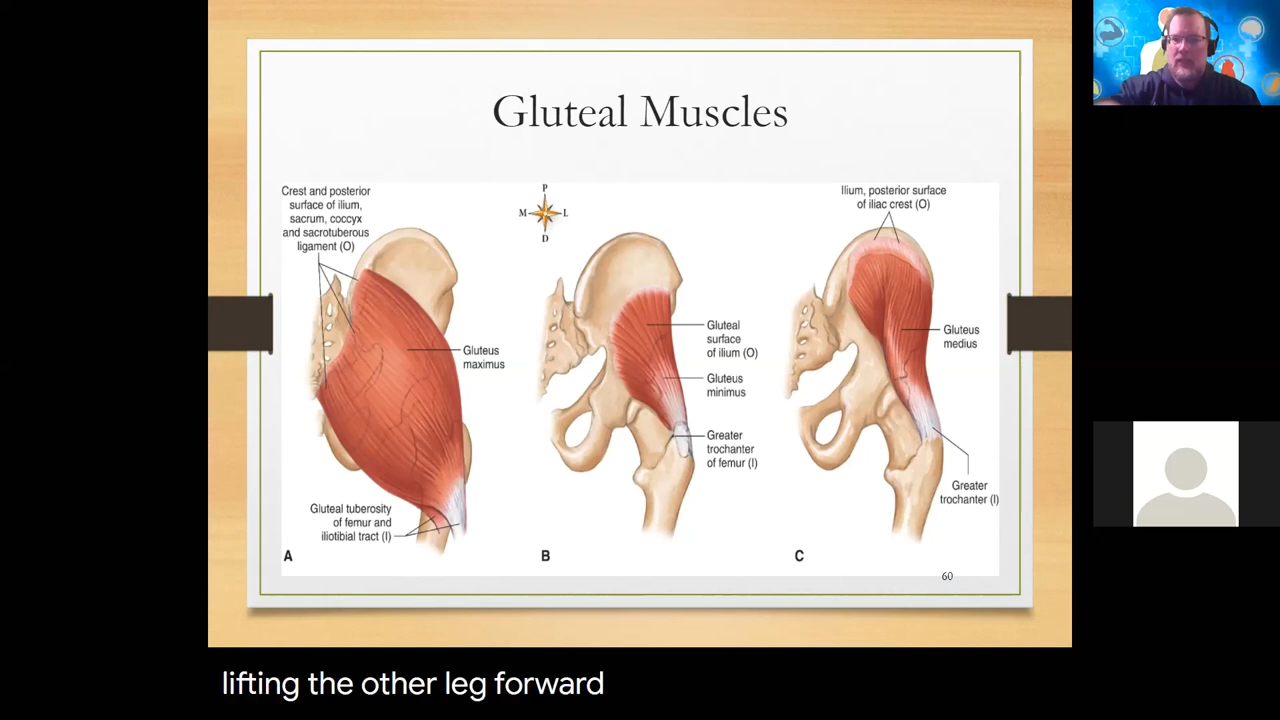 Gluteal Muscles
Crest and posterior
surface of ilium,
sacrum, coccyx
and sacrotuberous
ligament (O)
Gluteus
maximus
Gluteal tuberosity
of femur and
iliotibial tract (I)
A
P
M
L
D
Gluteal
surface
of ilium (O)
Gluteus
minimus
Greater
trochanter
of femur (I)
B
Ilium, posterior surface
of iliac crest (O)
Gluteus
medius
Greater
trochanter (I)
C
60
lifting the other leg forward